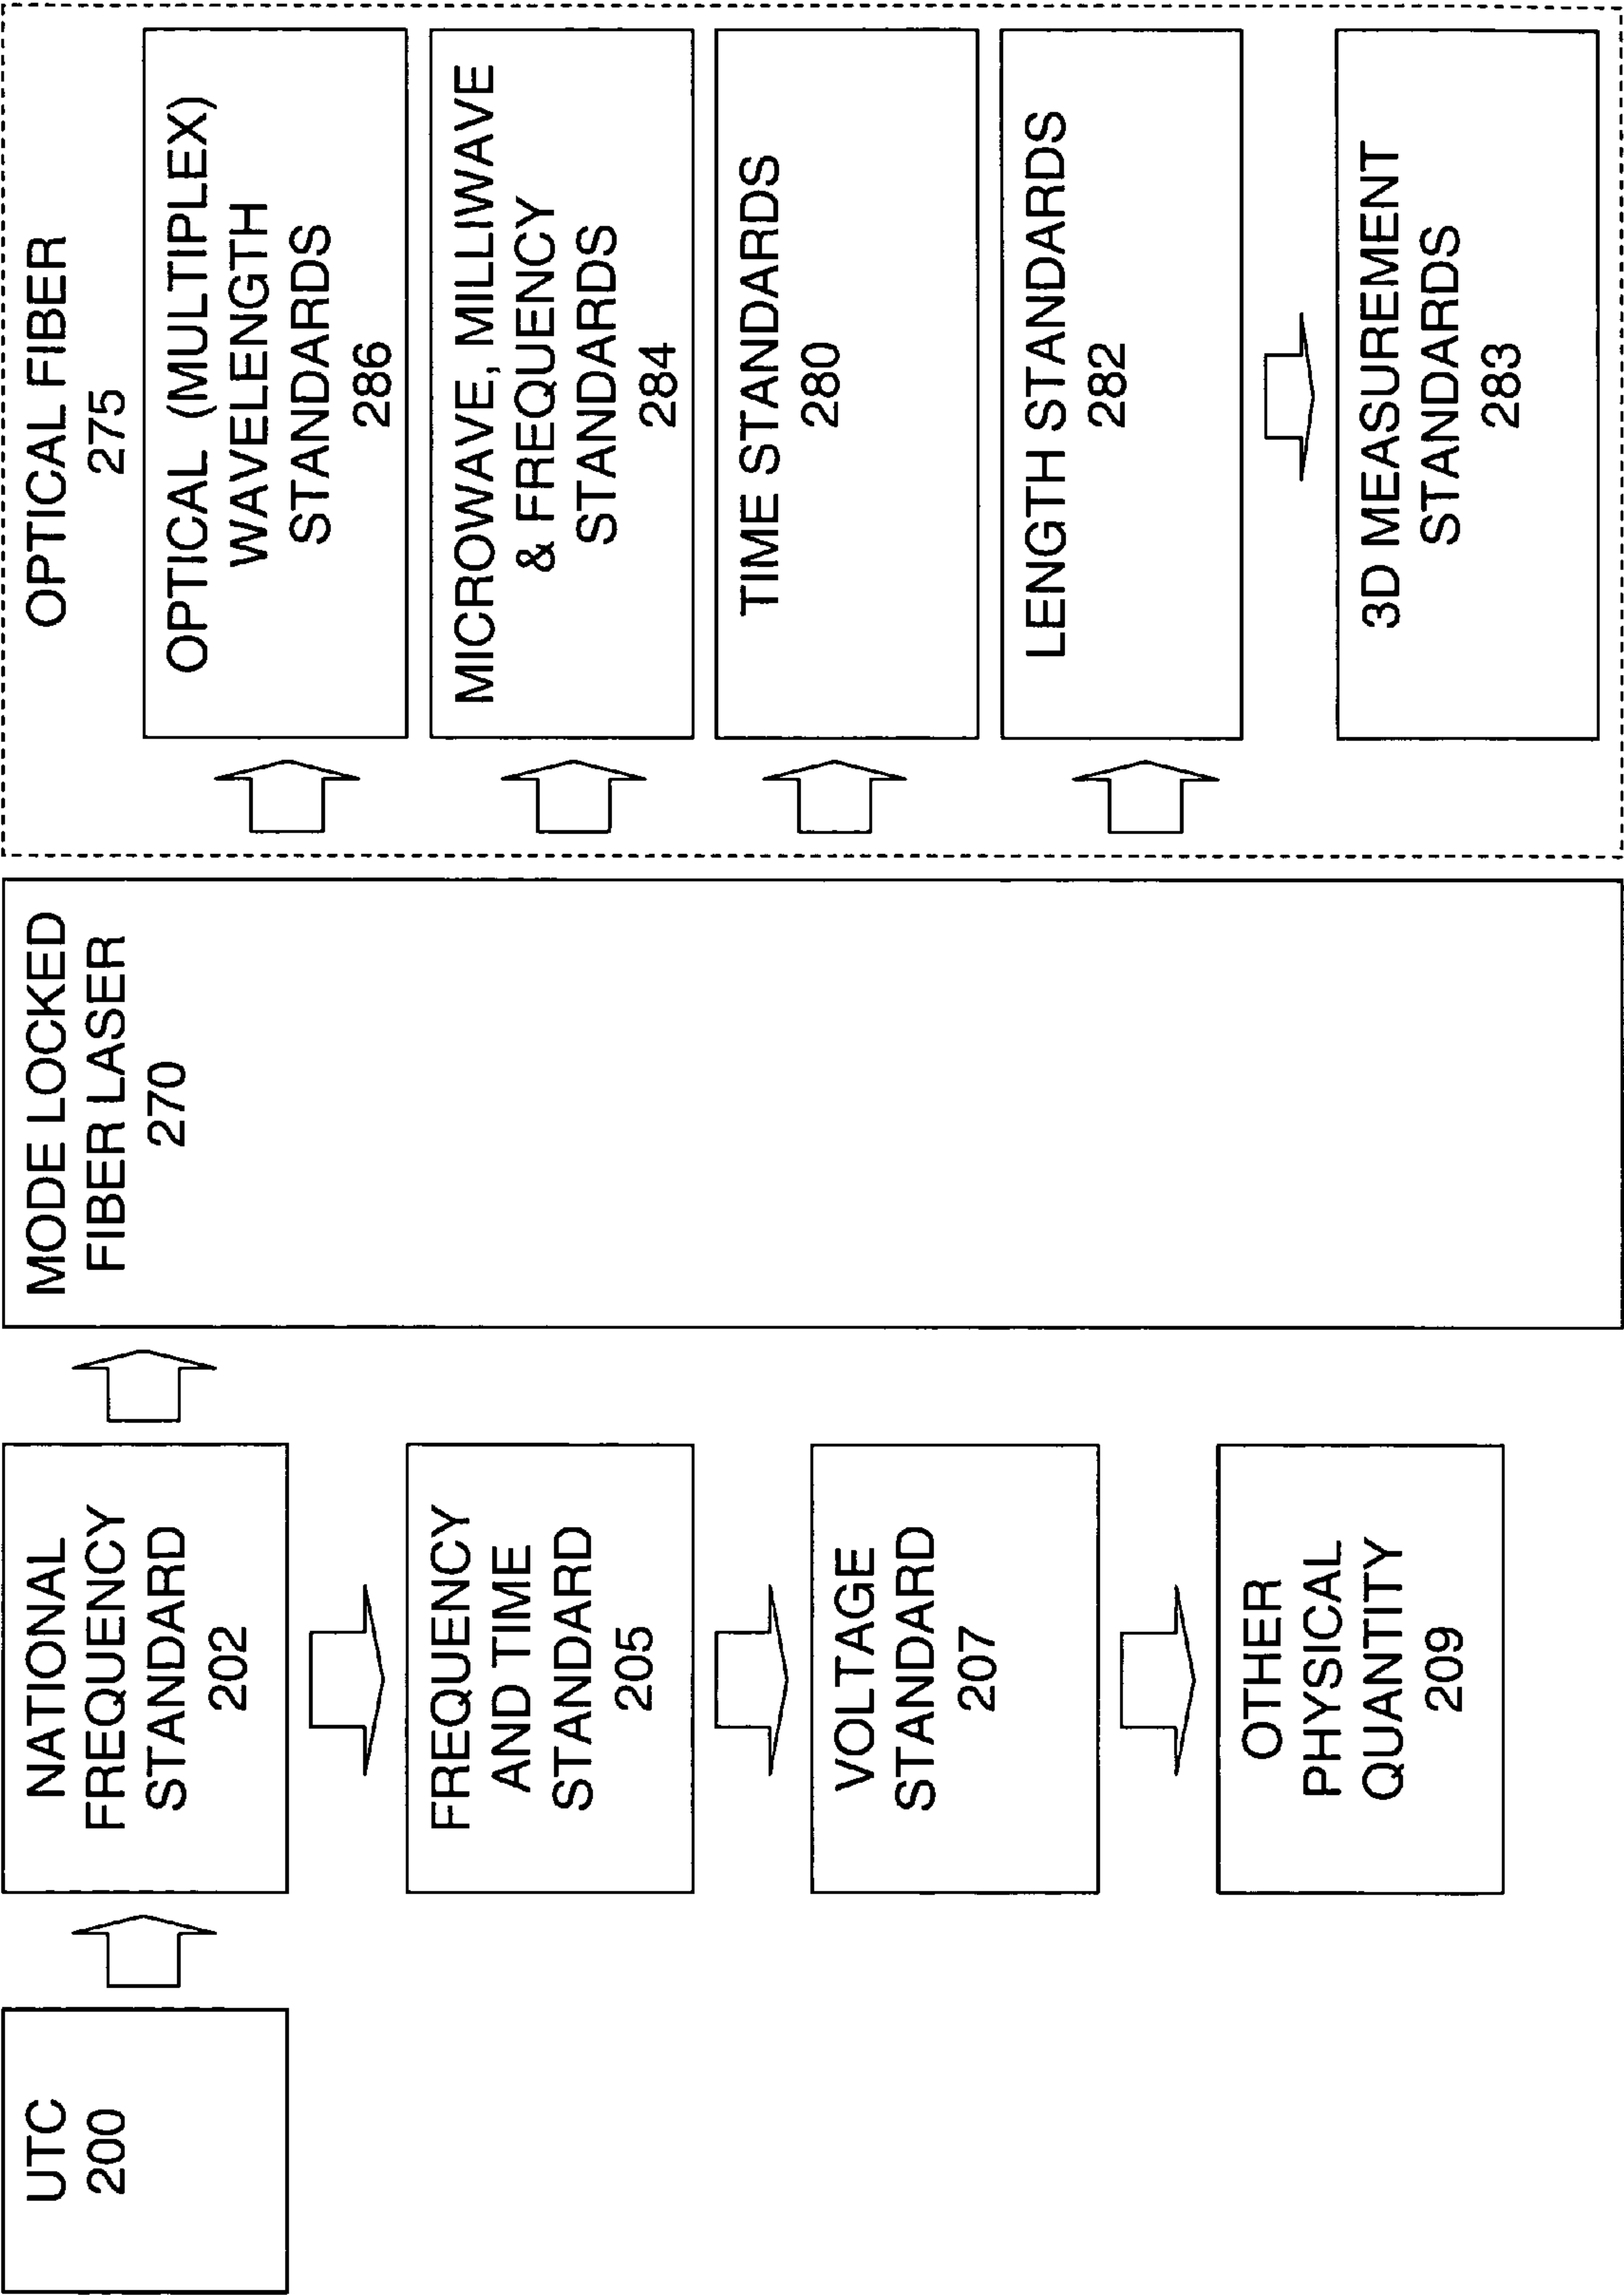 UTC
200
NATIONAL
FREQUENCY
STANDARD
202
FREQUENCY
AND TIME
STANDARD
205
VOLTAGE
STANDARD
207
OTHER
PHYSICAL
QUANTITY
209
MODE LOCKED
FIBER LASER
270
OPTICAL FIBER
275
OPTICAL (MULTIPLEX)
WAVELENGTH
STANDARDS
286
MICROWAVE, MILLIWAVE
& FREQUENCY
STANDARDS
284
TIME STANDARDS
280
LENGTH STANDARDS
282
3D MEASUREMENT
STANDARDS
283